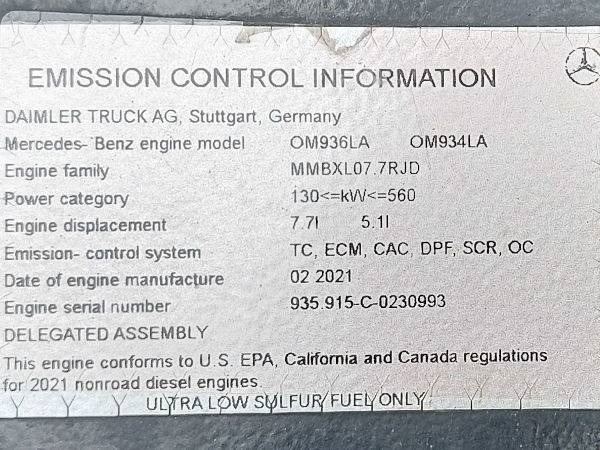 EMISSION CONTROL INFORMATION
DAIMLER TRUCK AG, Stuttgart, Germany
Mercedes- Benz engine model OM936LA OM934LA
Engine family MMBXL07.7RJD
Power category 130<=kW<=560
Engine displacement 7.7l 5.1l
Emission- control system TC, ECM, CAC, DPF, SCR, OC
Date of engine manufacture 02 2021
Engine serial number 935.915-C-0230993
DELEGATED ASSEMBLY
This engine conforms to U.S. EPA, California and Canada regulations
for 2021 nonroad diesel engines.
ULTRA LOW SULFUR FUEL ONLY